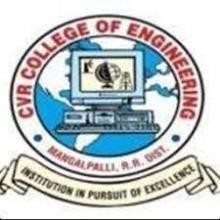 CVR COLLEGE OF ENGINEERING
MANGALPALLI, R.R. DIST.
INSTITUTION IN PURSUIT OF EXCELLENCE